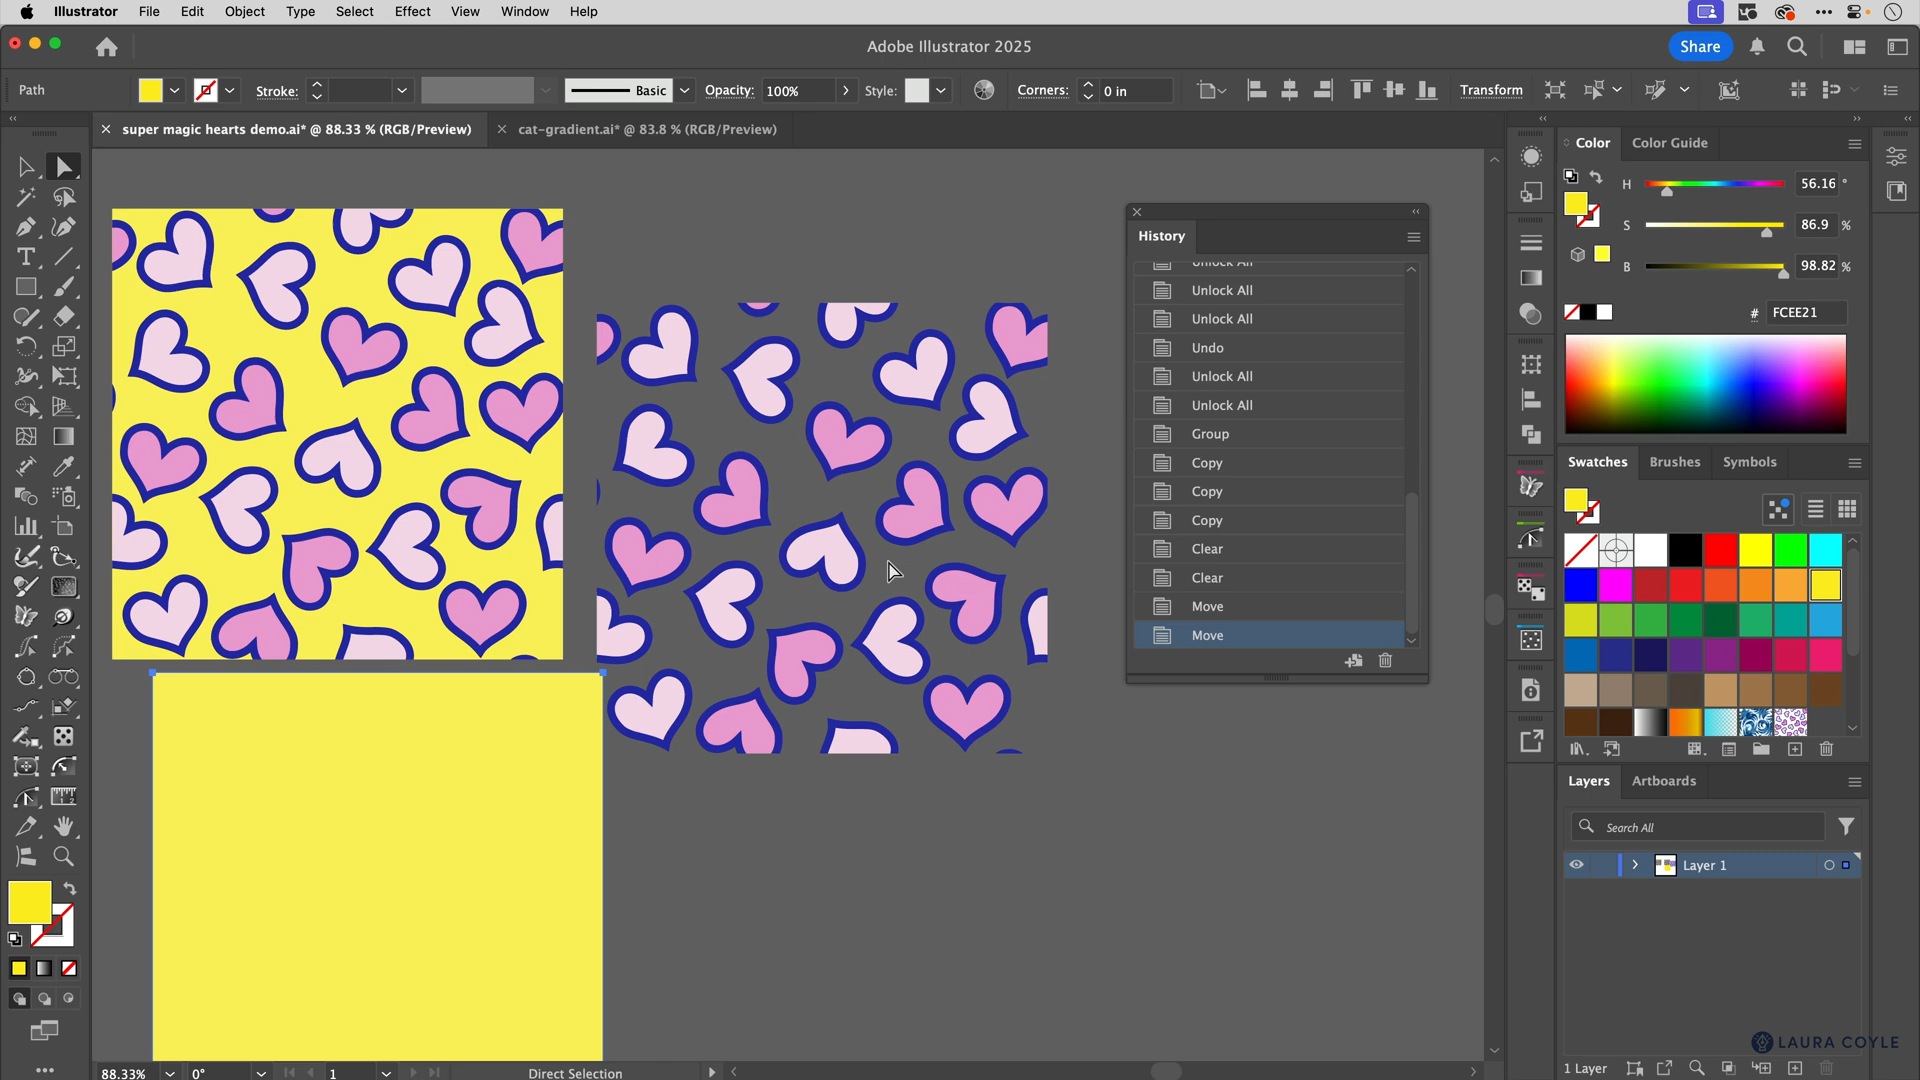 Illustrator File Edit Object Type Select Effect View Window Help
Adobe Illustrator 2025
Share
Path
Stroke:
Basic
Opacity: 100%
Style:
Corners: 0 in
Transform
super magic hearts demo.ai* @ 88.33 % (RGB/Preview)
cat-gradient.ai* @ 83.8 % (RGB/Preview)
History
Unlock All
Unlock All
Unlock All
Undo
Unlock All
Unlock All
Group
Copy
Copy
Copy
Clear
Clear
Move
Move
Color Color Guide
H 56.16 °
S 86.9 %
B 98.82 %
# FCEE21
Swatches Brushes Symbols
Layers Artboards
Search All
Layer 1
LAURA COYLE
1 Layer
88.33% 0° 1 Direct Selection